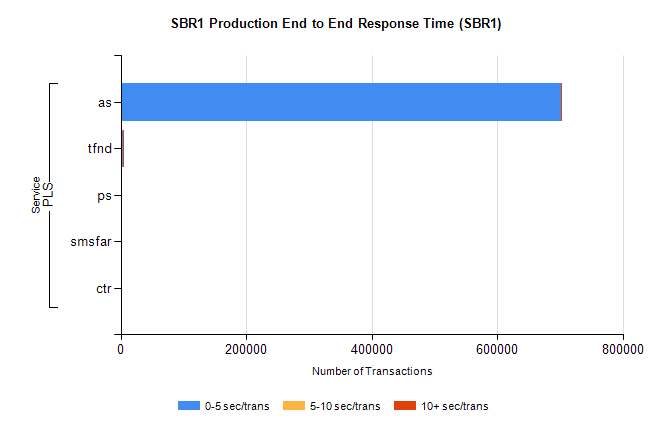 SBR1 Production End to End Response Time (SBR1)
Service
PLS
as
tfnd
ps
smsfar
ctr
0 200000 400000 600000 800000
Number of Transactions
0-5 sec/trans 5-10 sec/trans 10+ sec/trans